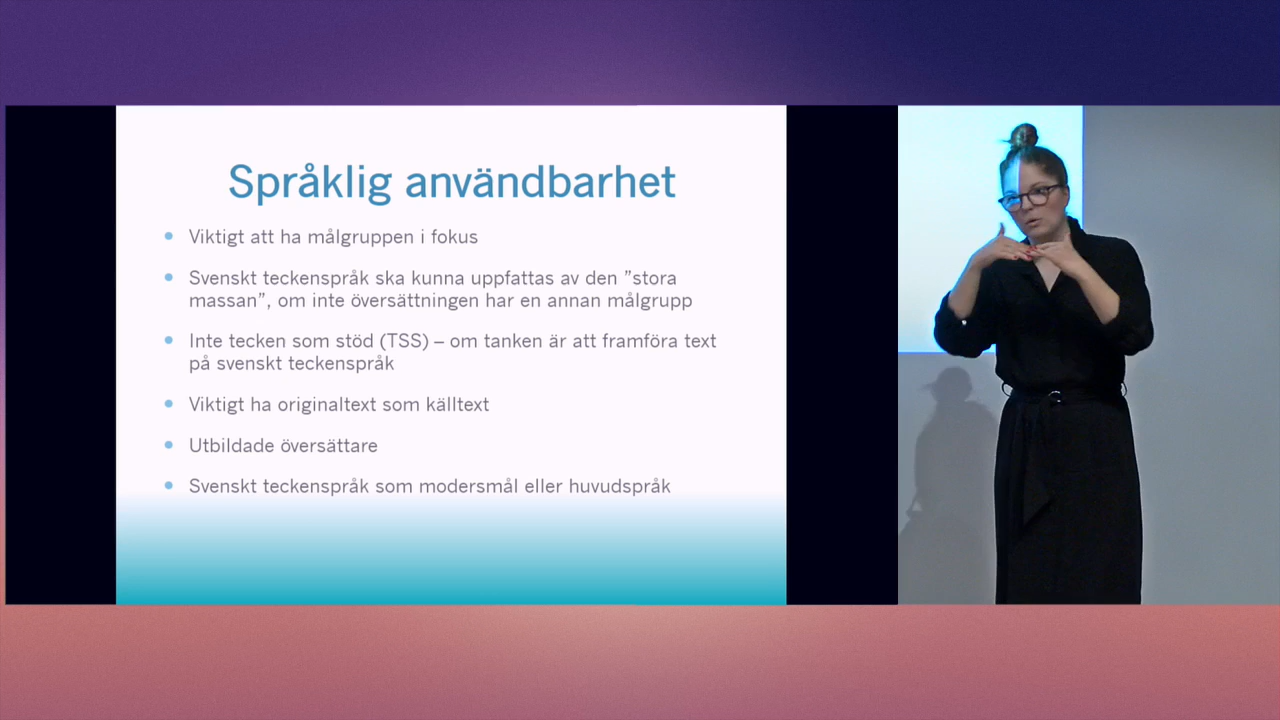 Språklig användbarhet
Viktigt att ha målgruppen i fokus
Svenskt teckenspråk ska kunna uppfattas av den ”stora
massan”, om inte översättningen har en annan målgrupp
Inte tecken som stöd (TSS) – om tanken är att framföra text
på svenskt teckenspråk
Viktigt ha originaltext som källtext
Utbildade översättare
Svenskt teckenspråk som modersmål eller huvudspråk